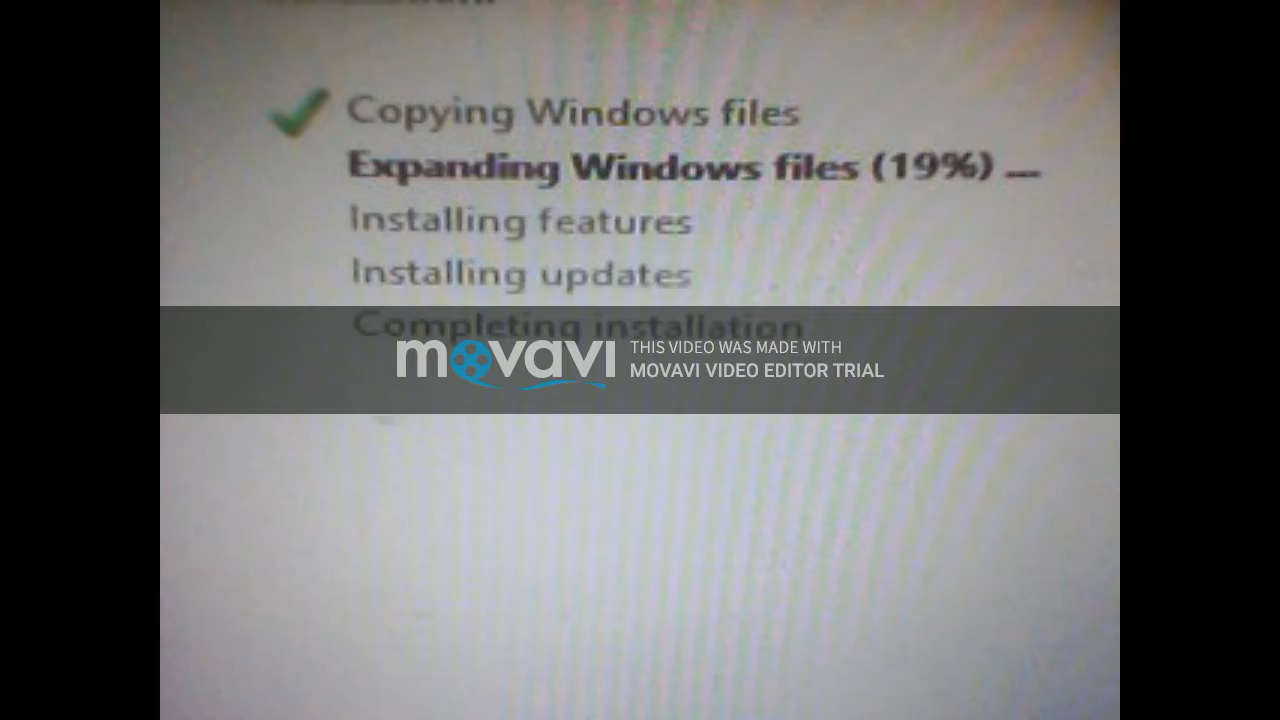 Copying Windows files
Expanding Windows files (19%) ...
Installing features
Installing updates
Completing installation
movavi
THIS VIDEO WAS MADE WITH
MOVAVI VIDEO EDITOR TRIAL